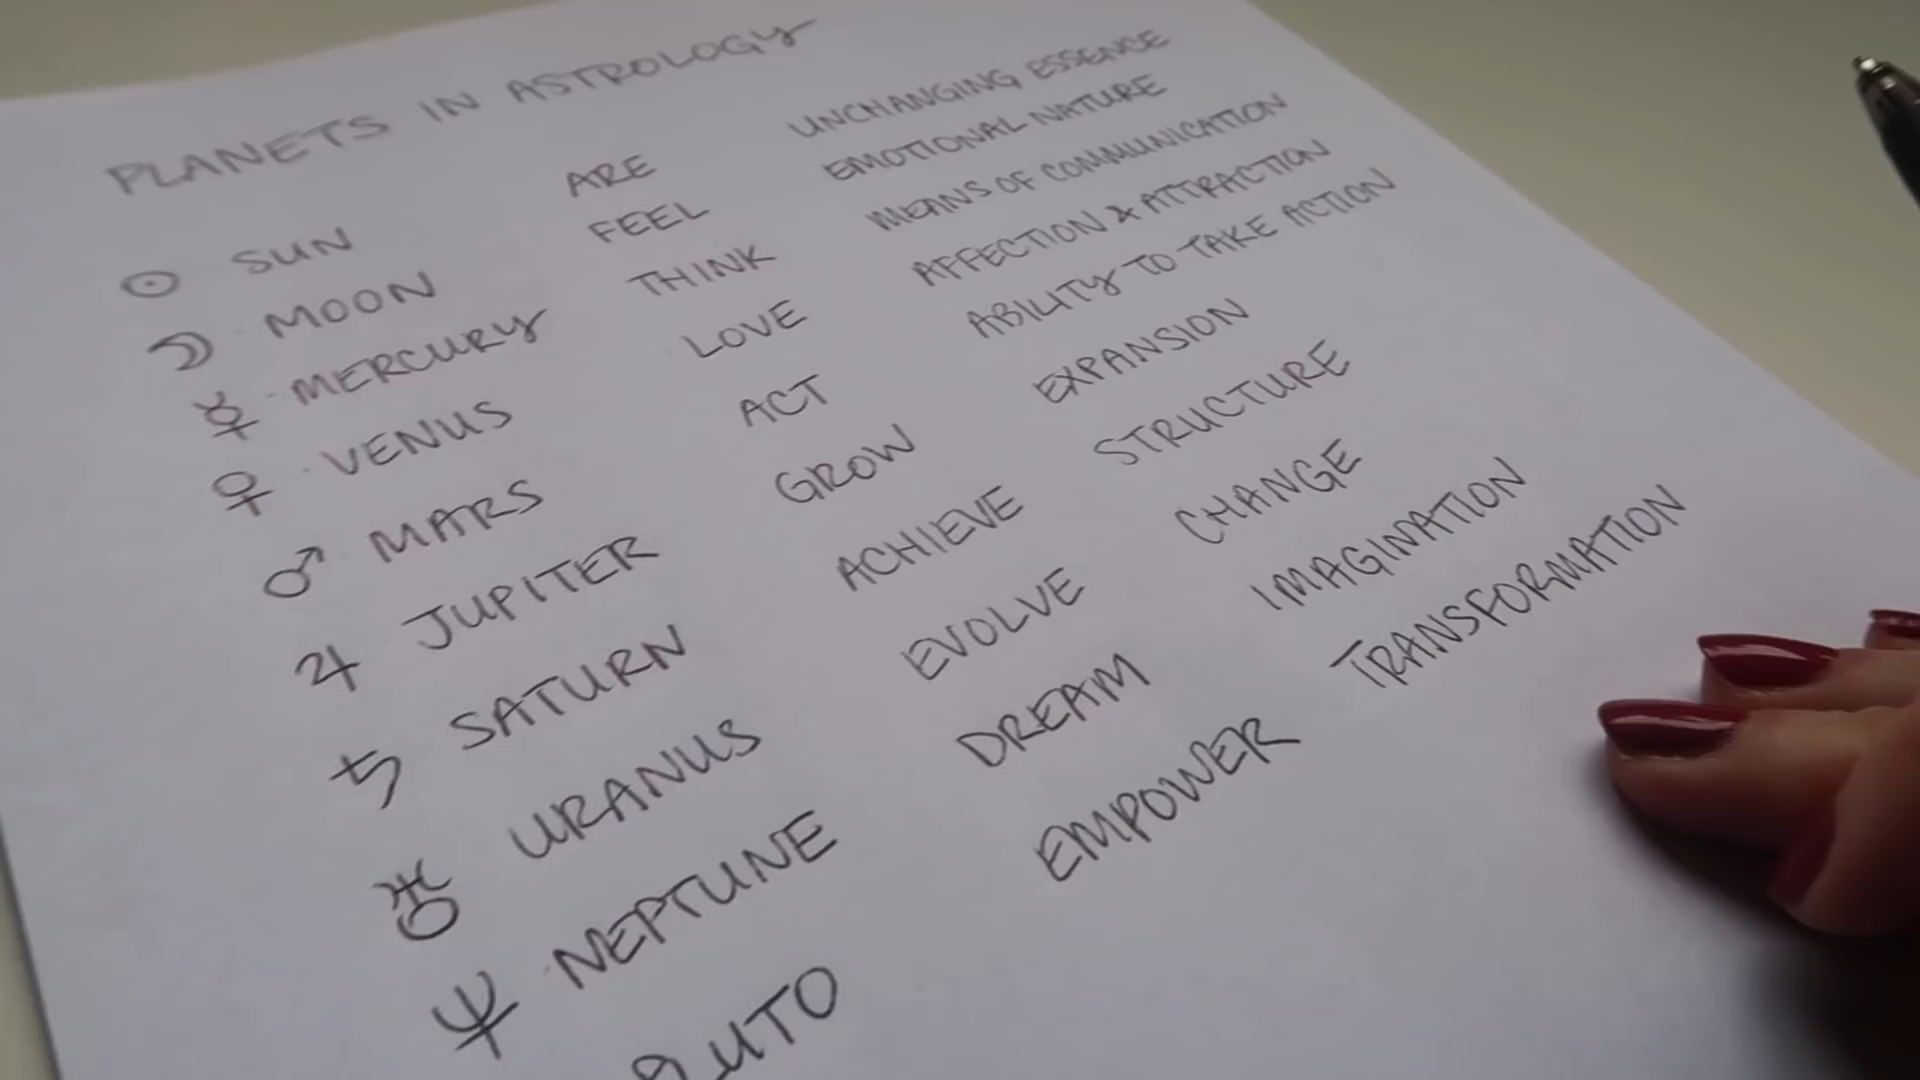 PLANETS IN ASTROLOGY
☉ SUN ARE UNCHANGING ESSENCE
☽ MOON FEEL EMOTIONAL NATURE
☿ MERCURY THINK MEANS OF COMMUNICATION
♀ VENUS LOVE AFFECTION & ATTRACTION
♂ MARS ACT ABILITY TO TAKE ACTION
♃ JUPITER GROW EXPANSION
♄ SATURN ACHIEVE STRUCTURE
♅ URANUS EVOLVE CHANGE
♆ NEPTUNE DREAM IMAGINATION
PLUTO EMPOWER TRANSFORMATION